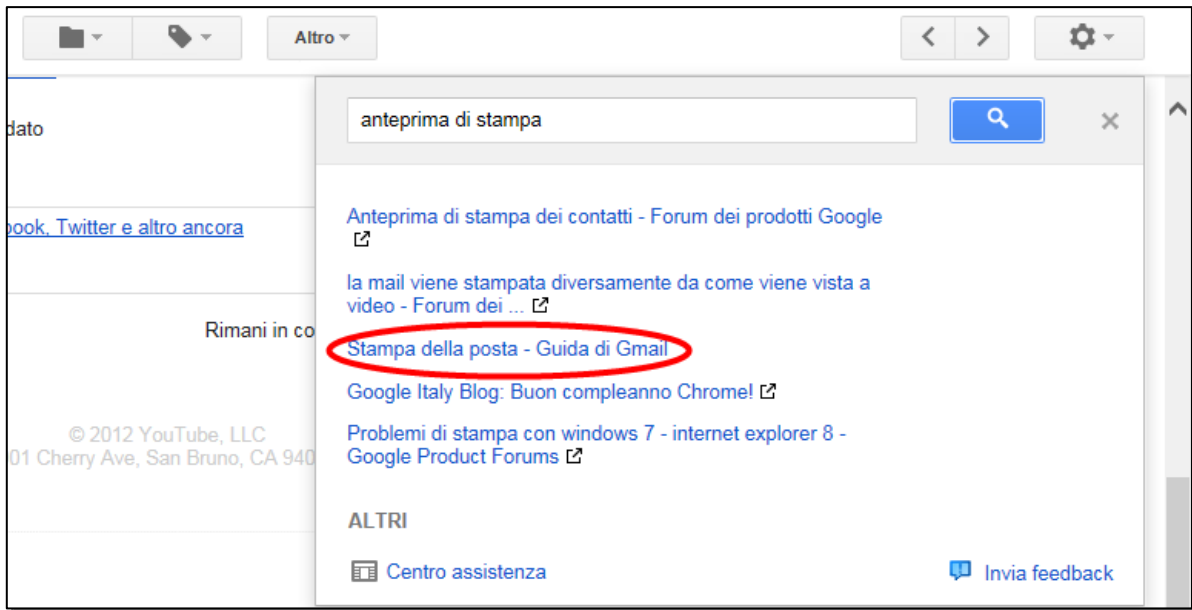 Altro
anteprima di stampa
dato
Anteprima di stampa dei contatti - Forum dei prodotti Google
book, Twitter e altro ancora
la mail viene stampata diversamente da come viene vista a
video - Forum dei ...
Rimani in co
Stampa della posta - Guida di Gmail
Google Italy Blog: Buon compleanno Chrome!
Problemi di stampa con windows 7 - internet explorer 8 -
Google Product Forums
© 2012 YouTube, LLC
01 Cherry Ave, San Bruno, CA 940
ALTRI
Centro assistenza
Invia feedback